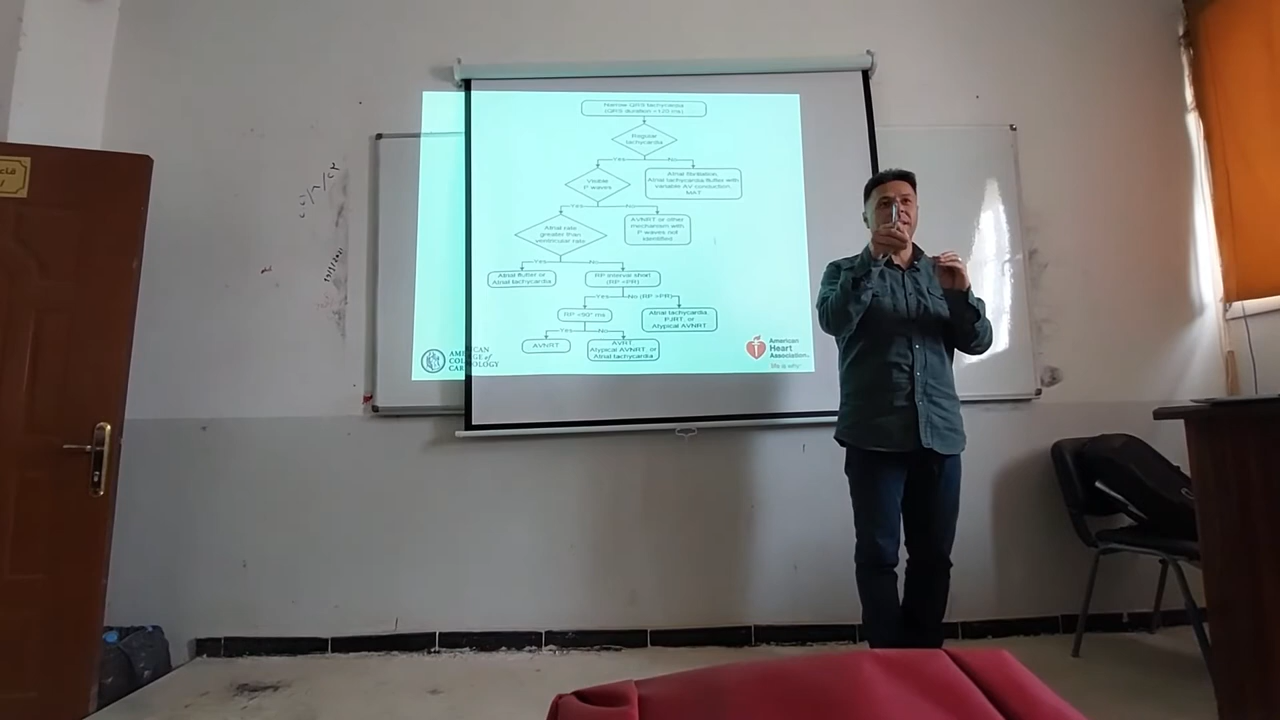 Narrow QRS tachycardia
(QRS duration <120 ms)
Regular
tachycardia
Yes
No
Visible
P waves
Atrial fibrillation,
Atrial tachycardia/flutter with
variable AV conduction,
MAT
Yes
No
Atrial rate
greater than
ventricular rate
AVNRT or other
mechanism with
P waves not
identified
Yes
No
Atrial flutter or
Atrial tachycardia
RP interval short
(RP <PR)
Yes
No (RP >PR)
RP <90* ms
Atrial tachycardia,
PJRT, or
Atypical AVNRT
Yes
No
AVNRT
AVRT,
Atypical AVNRT, or
Atrial tachycardia
AMERICAN
COLLEGE of
CARDIOLOGY
American
Heart
Association
life is why